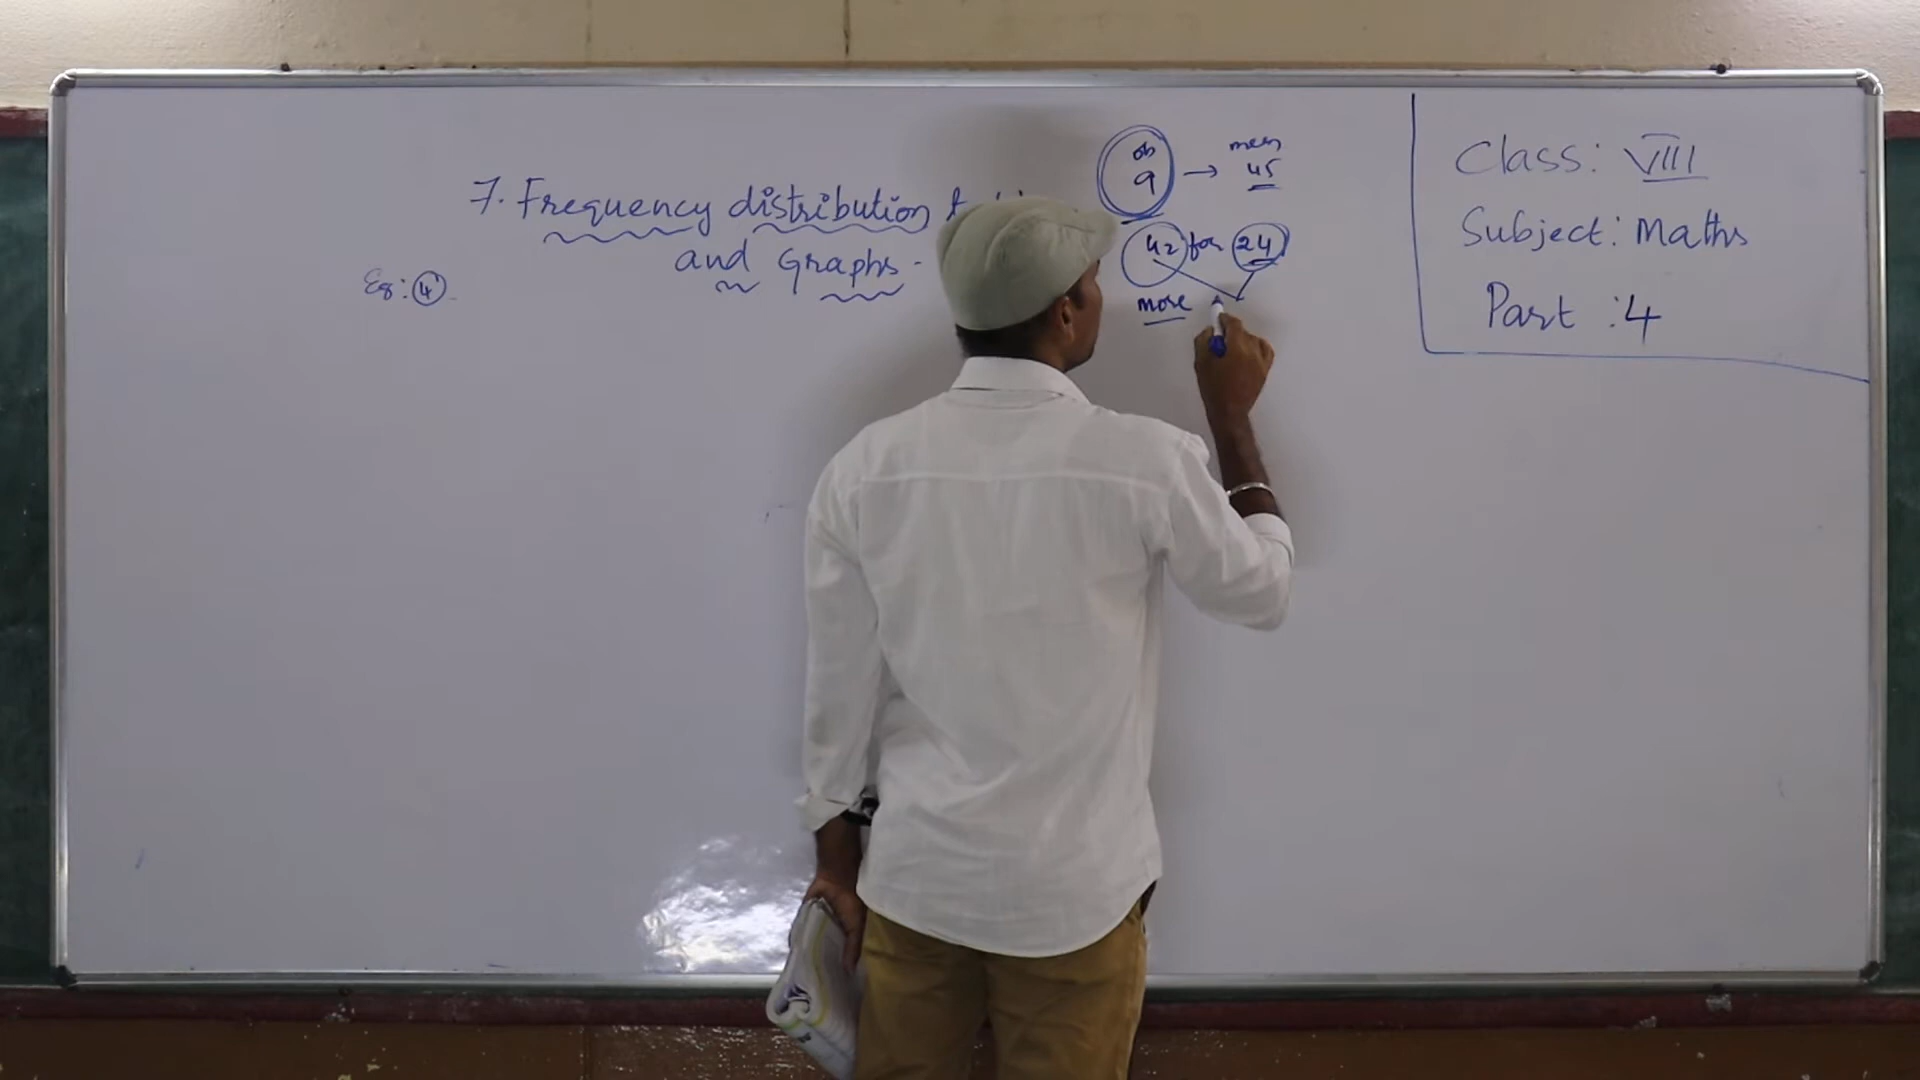 7. Frequency distribution
and Graphs.
Eg: 4.
ob
9 → mean
45
42 for 24
more
Class: VIII
Subject: Maths
Part : 4